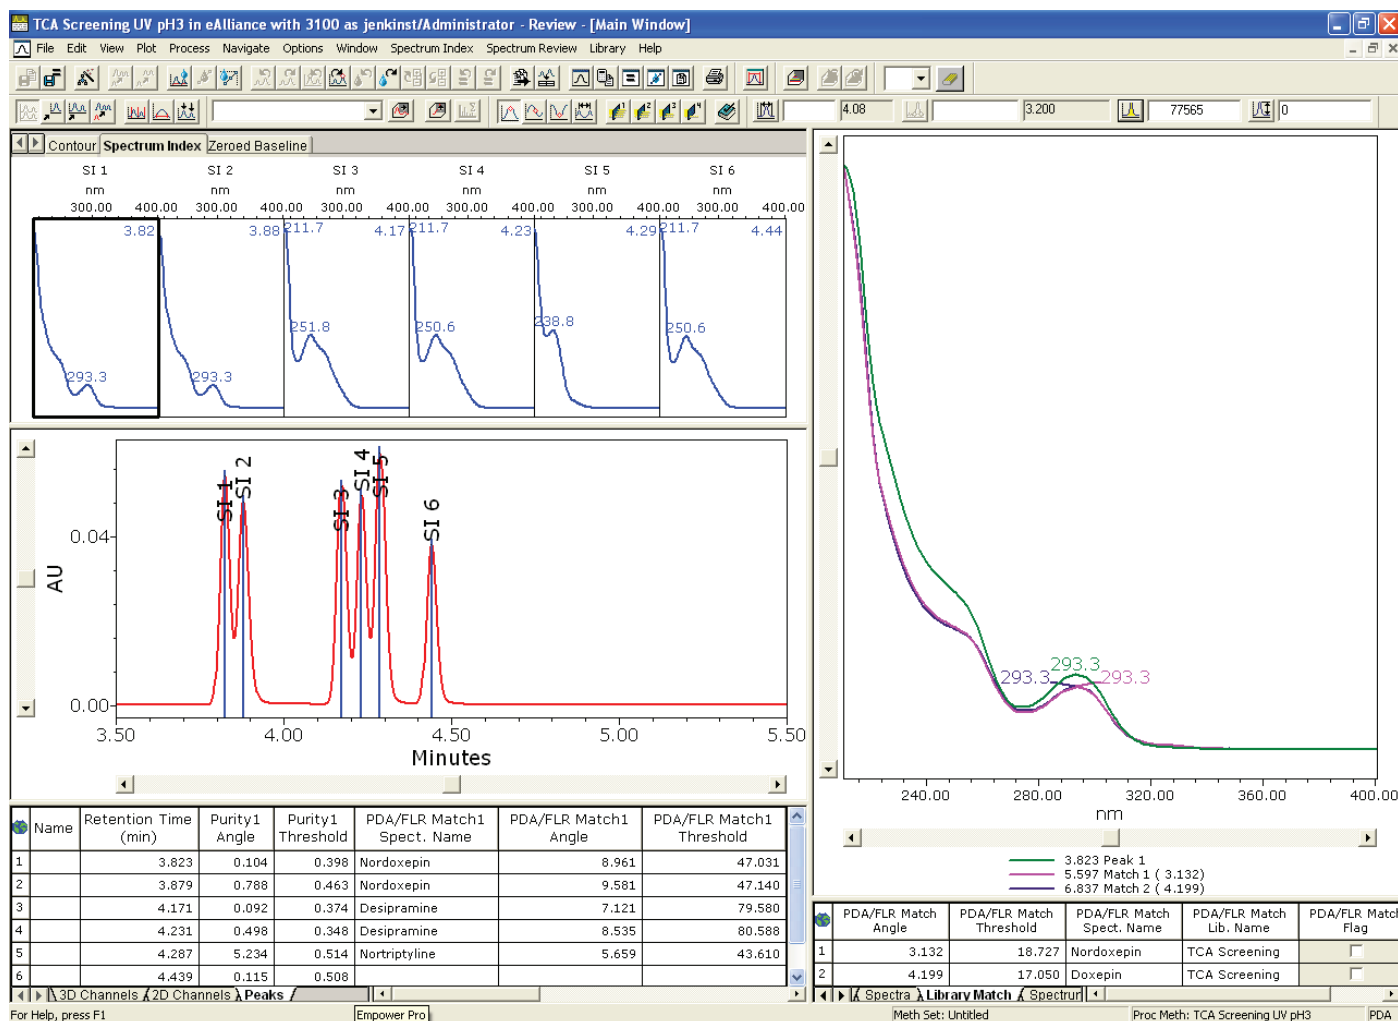 TCA Screening UV pH3 in eAlliance with 3100 as jenkinst/Administrator - Review - [Main Window]
File Edit View Plot Process Navigate Options Window Spectrum Index Spectrum Review Library Help
4.08 3.200 77565 0
Contour Spectrum Index Zeroed Baseline
SI 1 SI 2 SI 3 SI 4 SI 5 SI 6
nm nm nm nm nm nm
300.00 400.00 300.00 400.00 300.00 400.00 300.00 400.00 300.00 400.00 300.00 400.00
3.82 3.88 211.7 4.17 211.7 4.23 4.29 211.7 4.44
293.3 293.3 251.8 250.6 238.8 250.6
SI 1 SI 2 SI 3 SI 4 SI 5 SI 6
0.04
AU
0.00
3.50 4.00 4.50 5.00 5.50
Minutes
Name Retention Time (min) Purity1 Angle Purity1 Threshold PDA/FLR Match1 Spect. Name PDA/FLR Match1 Angle PDA/FLR Match1 Threshold
1 3.823 0.104 0.398 Nordoxepin 8.961 47.031
2 3.879 0.788 0.463 Nordoxepin 9.581 47.140
3 4.171 0.092 0.374 Desipramine 7.121 79.580
4 4.231 0.498 0.348 Desipramine 8.535 80.588
5 4.287 5.234 0.514 Nortriptyline 5.659 43.610
6 4.439 0.115 0.508
3D Channels 2D Channels Peaks
293.3
293.3 293.3
240.00 280.00 320.00 360.00 400.00
nm
3.823 Peak 1
5.597 Match 1 ( 3.132)
6.837 Match 2 ( 4.199)
PDA/FLR Match Angle PDA/FLR Match Threshold PDA/FLR Match Spect. Name PDA/FLR Match Lib. Name PDA/FLR Match Flag
1 3.132 18.727 Nordoxepin TCA Screening
2 4.199 17.050 Doxepin TCA Screening
Spectra Library Match Spectrur
For Help, press F1 Empower Pro Meth Set: Untitled Proc Meth: TCA Screening UV pH3 PDA